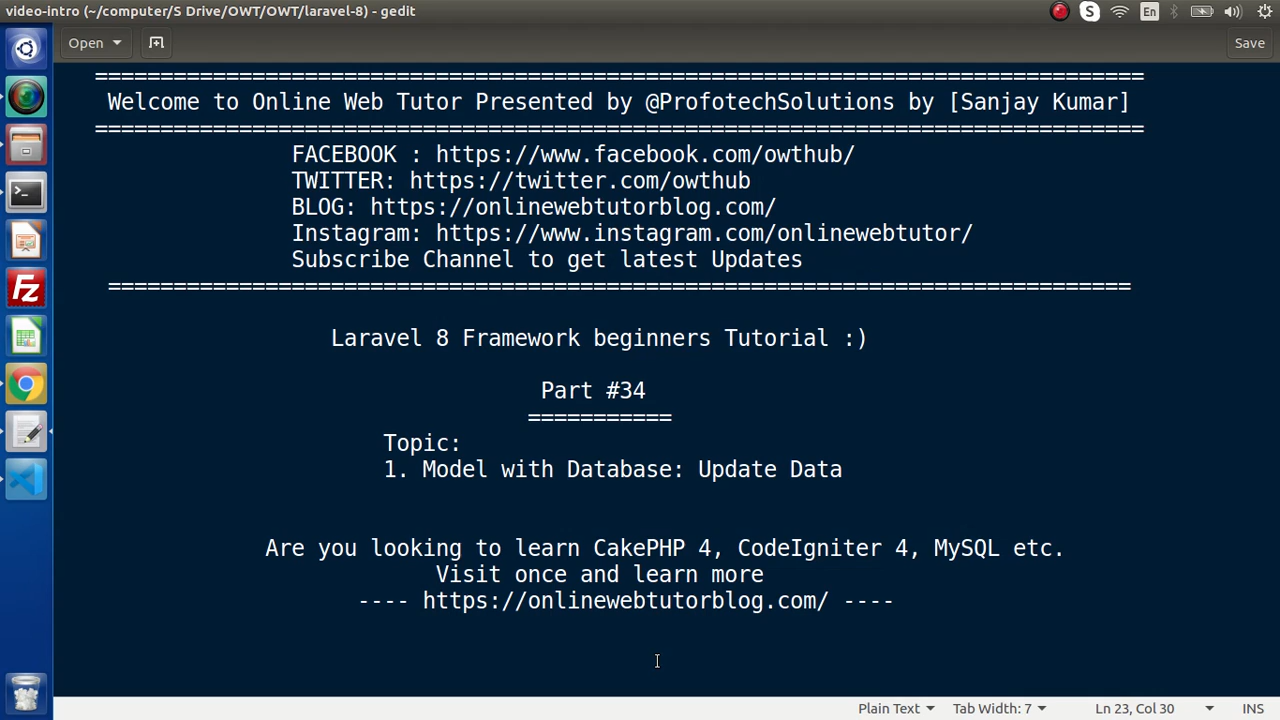 video-intro (~/computer/S Drive/OWT/OWT/laravel-8) - gedit
S
En
Open
Save
================================================================================
Welcome to Online Web Tutor Presented by @ProfotechSolutions by [Sanjay Kumar]
================================================================================
FACEBOOK : https://www.facebook.com/owthub/
TWITTER: https://twitter.com/owthub
BLOG: https://onlinewebtutorblog.com/
Instagram: https://www.instagram.com/onlinewebtutor/
Subscribe Channel to get latest Updates
==============================================================================
Laravel 8 Framework beginners Tutorial :)
Part #34
===========
Topic:
1. Model with Database: Update Data
Are you looking to learn CakePHP 4, CodeIgniter 4, MySQL etc.
Visit once and learn more
---- https://onlinewebtutorblog.com/ ----
Fz
Plain Text
Tab Width: 7
Ln 23, Col 30
INS